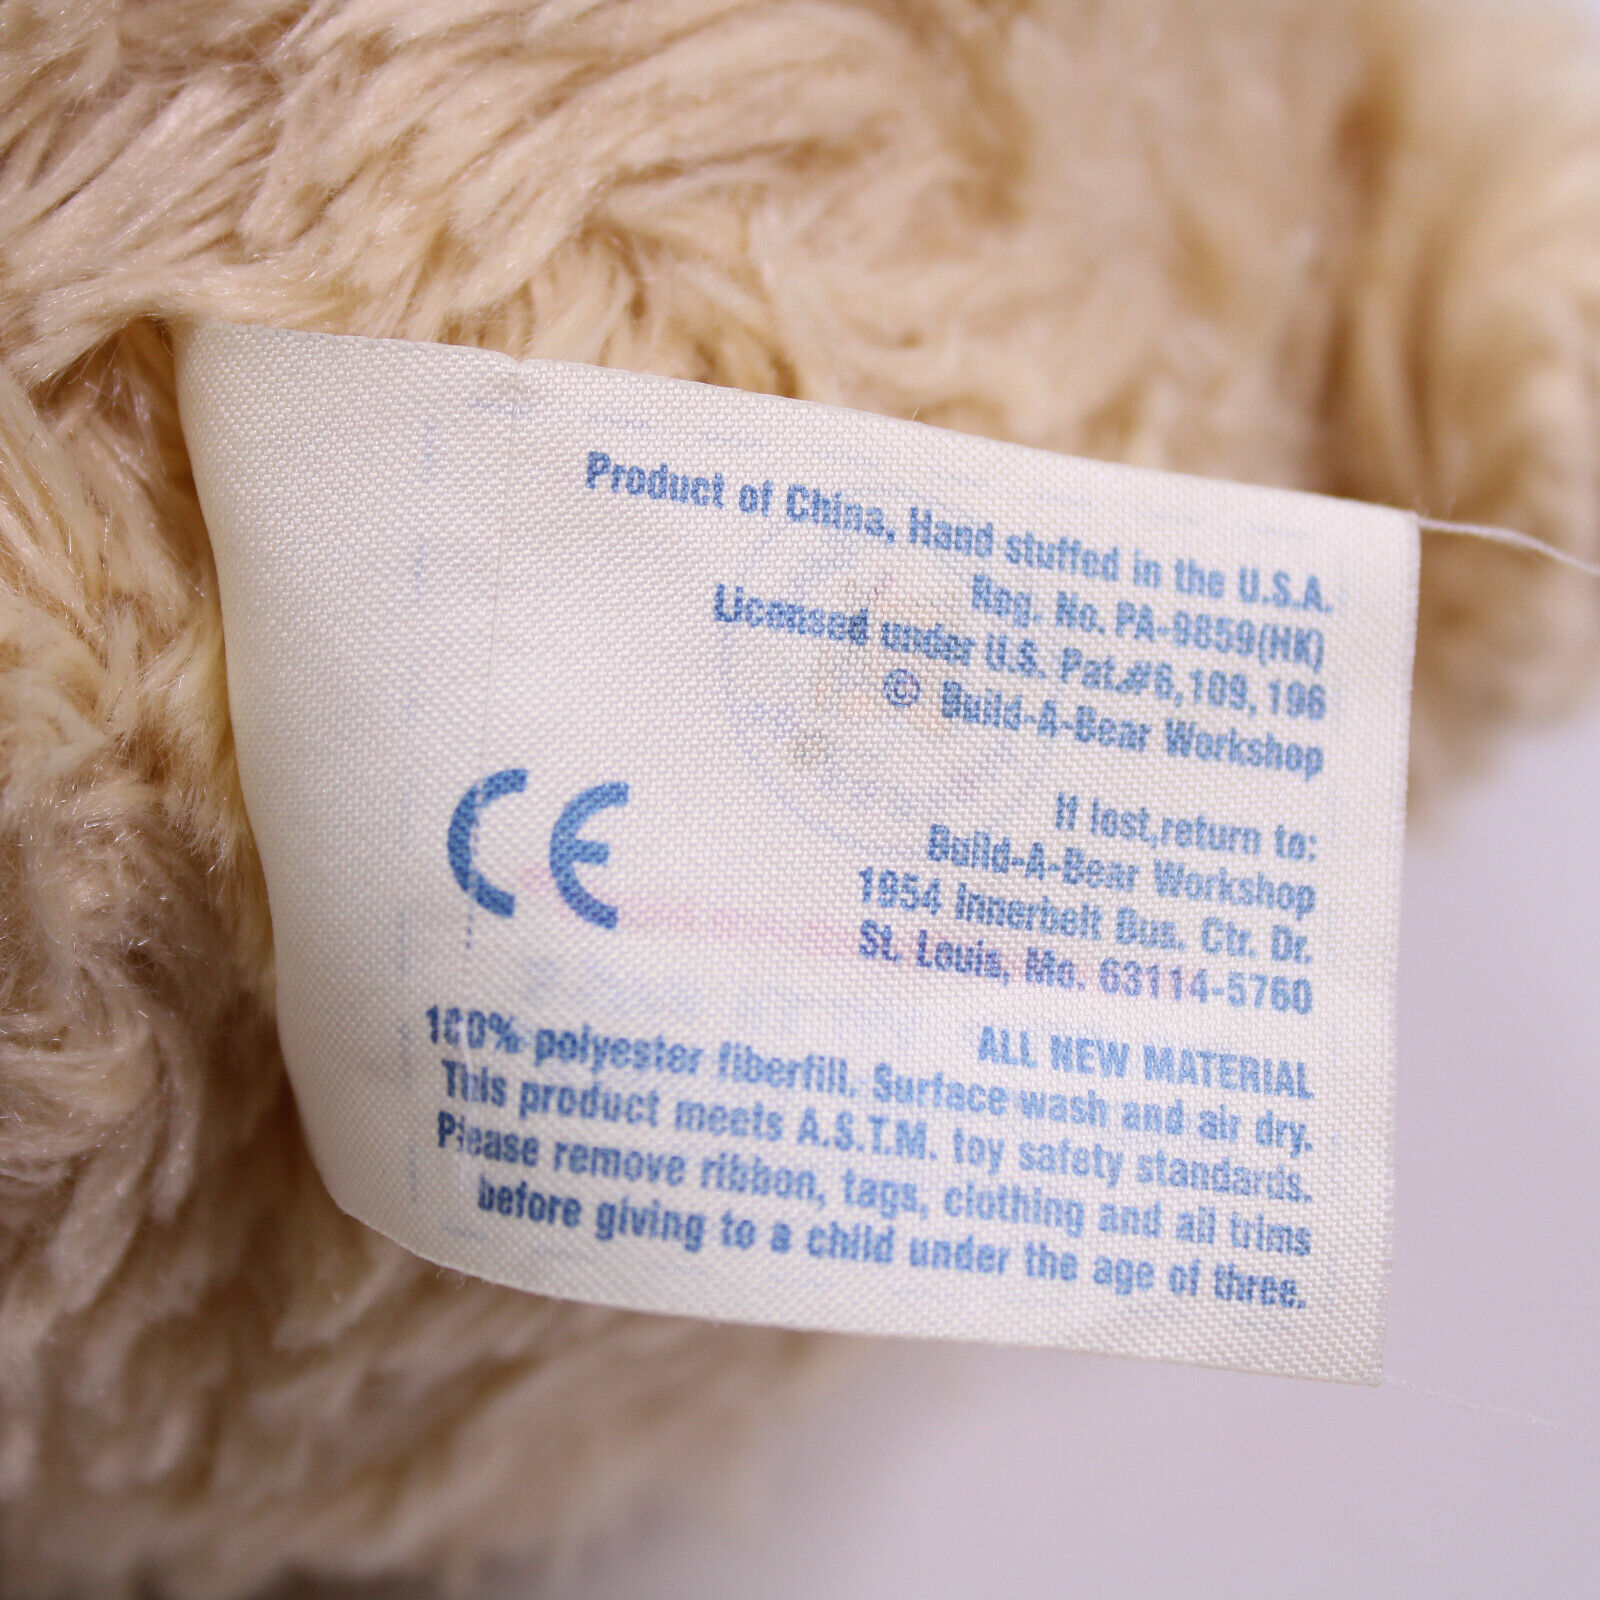 Product of China, Hand stuffed in the U.S.A.
Reg. No. PA-9859(HK)
Licensed under U.S. Pat.#6,109,196
© Build-A-Bear Workshop
If lost,return to:
Build-A-Bear Workshop
1954 Innerbelt Bus. Ctr. Dr.
St. Louis, Mo. 63114-5760
CE
ALL NEW MATERIAL
100% polyester fiberfill. Surface wash and air dry.
This product meets A.S.T.M. toy safety standards.
Please remove ribbon, tags, clothing and all trims
before giving to a child under the age of three.